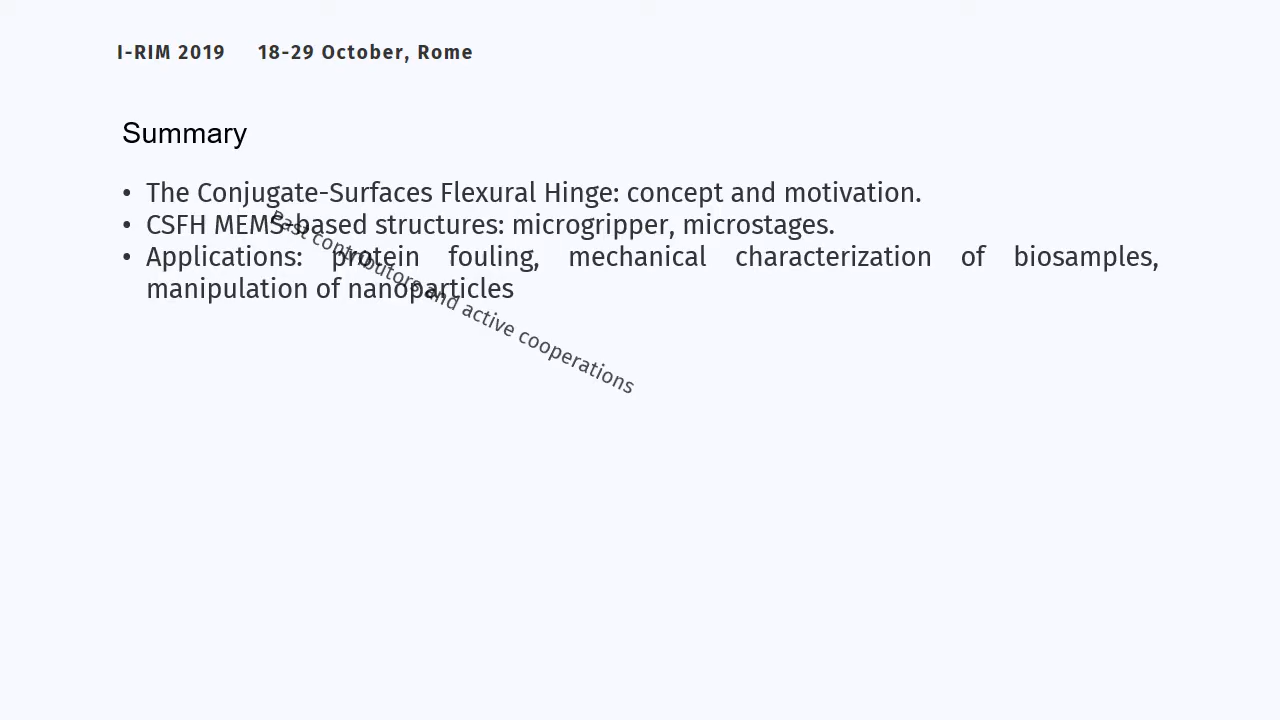 I-RIM 2019 18-29 October, Rome
Summary
• The Conjugate-Surfaces Flexural Hinge: concept and motivation.
• CSFH MEMS-based structures: microgripper, microstages.
• Applications: protein fouling, mechanical characterization of biosamples,
manipulation of nanoparticles
Past contributors and active cooperations